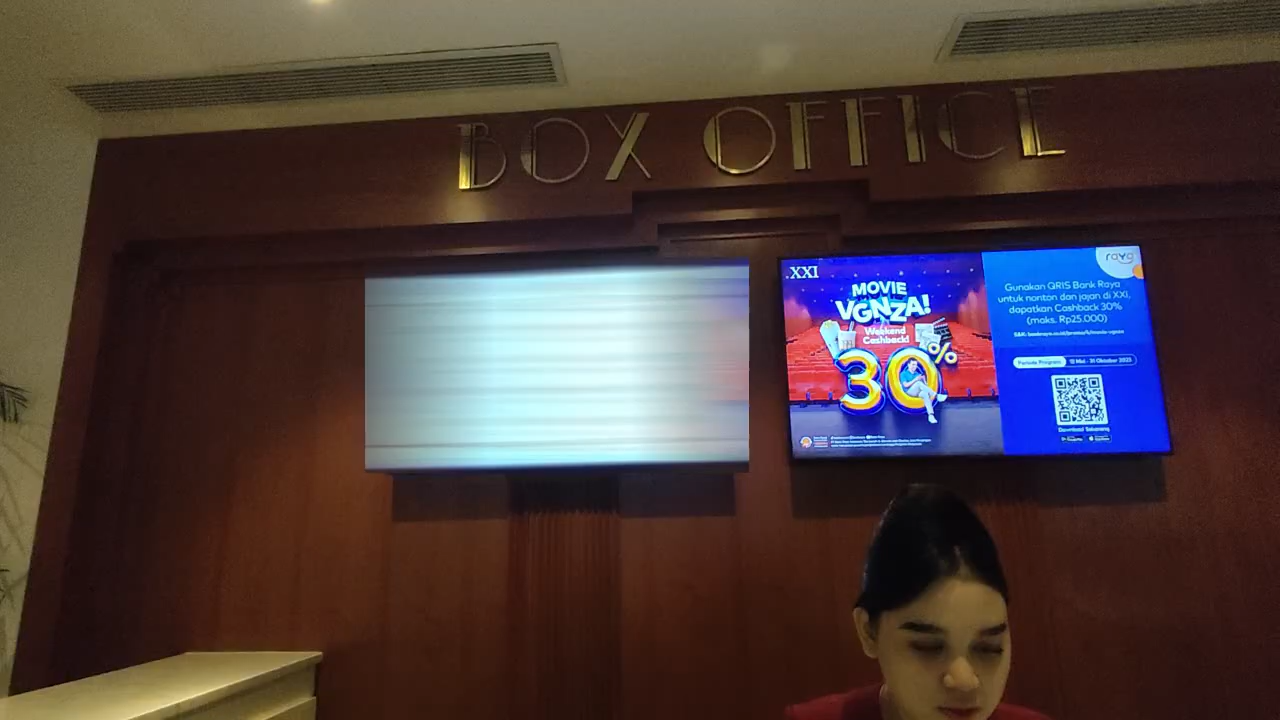 BOX OFFICE
XXI
MOVIE
VGNZA!
Weekend
Cashback!
30%
raya
Gunakan QRIS Bank Raya
untuk nonton dan jajan di XXI,
dapatkan Cashback 30%
(maks. Rp25.000)
Periode Program 12 Mei - 31 Oktober 2023
Download Sekarang